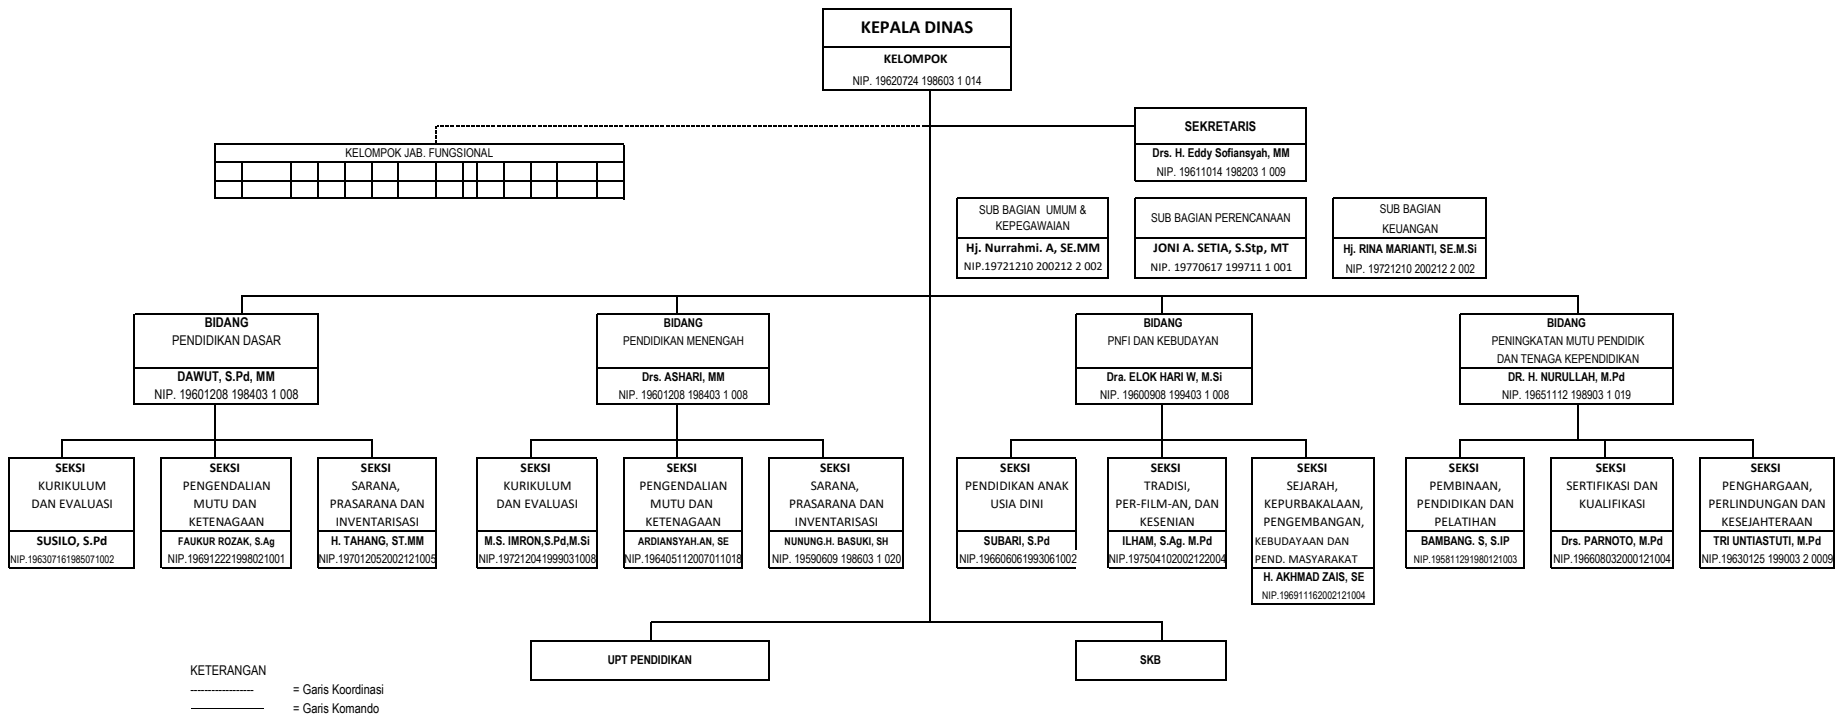 KEPALA DINAS
KELOMPOK
NIP. 19620724 198603 1 014
SEKRETARIS
Drs. H. Eddy Sofiansyah, MM
NIP. 19611014 198203 1 009
KELOMPOK JAB. FUNGSIONAL
SUB BAGIAN UMUM &
KEPEGAWAIAN
Hj. Nurrahmi. A, SE.MM
NIP.19721210 200212 2 002
SUB BAGIAN PERENCANAAN
JONI A. SETIA, S.Stp, MT
NIP. 19770617 199711 1 001
SUB BAGIAN
KEUANGAN
Hj. RINA MARIANTI, SE.M.Si
NIP. 19721210 200212 2 002
BIDANG
PENDIDIKAN DASAR
DAWUT, S.Pd, MM
NIP. 19601208 198403 1 008
BIDANG
PENDIDIKAN MENENGAH
Drs. ASHARI, MM
NIP. 19601208 198403 1 008
BIDANG
PNFI DAN KEBUDAYAN
Dra. ELOK HARI W, M.Si
NIP. 19600908 199403 1 008
BIDANG
PENINGKATAN MUTU PENDIDIK
DAN TENAGA KEPENDIDIKAN
DR. H. NURULLAH, M.Pd
NIP. 19651112 198903 1 019
SEKSI
KURIKULUM
DAN EVALUASI
SUSILO, S.Pd
NIP.196307161985071002
SEKSI
PENGENDALIAN
MUTU DAN
KETENAGAAN
FAUKUR ROZAK, S.Ag
NIP.196912221998021001
SEKSI
SARANA,
PRASARANA DAN
INVENTARISASI
H. TAHANG, ST.MM
NIP.197012052002121005
SEKSI
KURIKULUM
DAN EVALUASI
M.S. IMRON,S.Pd,M.Si
NIP.197212041999031008
SEKSI
PENGENDALIAN
MUTU DAN
KETENAGAAN
ARDIANSYAH.AN, SE
NIP.196405112007011018
SEKSI
SARANA,
PRASARANA DAN
INVENTARISASI
NUNUNG.H. BASUKI, SH
NIP. 19590609 198603 1 020
SEKSI
PENDIDIKAN ANAK
USIA DINI
SUBARI, S.Pd
NIP.196606061993061002
SEKSI
TRADISI,
PER-FILM-AN, DAN
KESENIAN
ILHAM, S.Ag. M.Pd
NIP.197504102002122004
SEKSI
SEJARAH,
KEPURBAKALAAN,
PENGEMBANGAN,
KEBUDAYAAN DAN
PEND. MASYARAKAT
H. AKHMAD ZAIS, SE
NIP.196911162002121004
SEKSI
PEMBINAAN,
PENDIDIKAN DAN
PELATIHAN
BAMBANG. S, S.IP
NIP.195811291980121003
SEKSI
SERTIFIKASI DAN
KUALIFIKASI
Drs. PARNOTO, M.Pd
NIP.196608032000121004
SEKSI
PENGHARGAAN,
PERLINDUNGAN DAN
KESEJAHTERAAN
TRI UNTIASTUTI, M.Pd
NIP.19630125 199003 2 0009
UPT PENDIDIKAN
SKB
KETERANGAN
------------------ = Garis Koordinasi
= Garis Komando